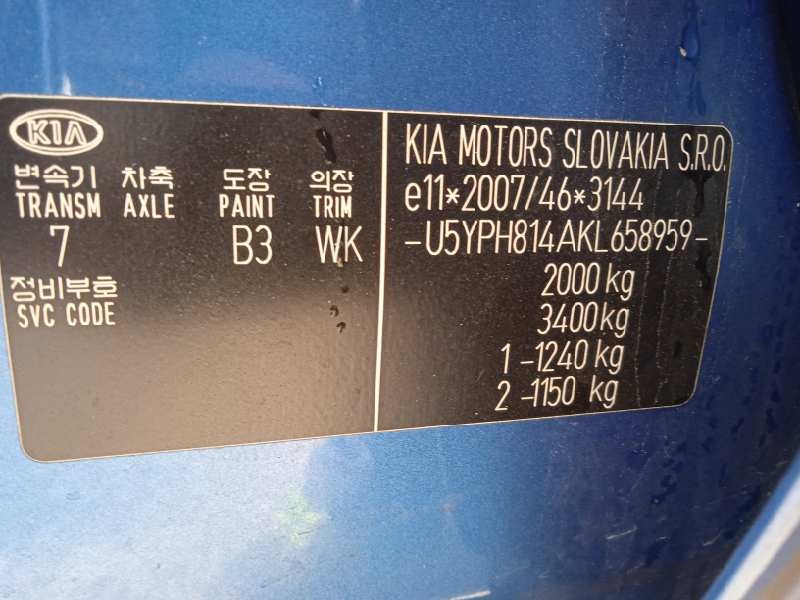 KIA
변속기 차축 도장 의장
TRANSM AXLE PAINT TRIM
7 B3 WK
정비부호
SVC CODE
KIA MOTORS SLOVAKIA S.R.O.
e11*2007/46*3144
-U5YPH814AKL658959-
2000 kg
3400 kg
1 -1240 kg
2 -1150 kg